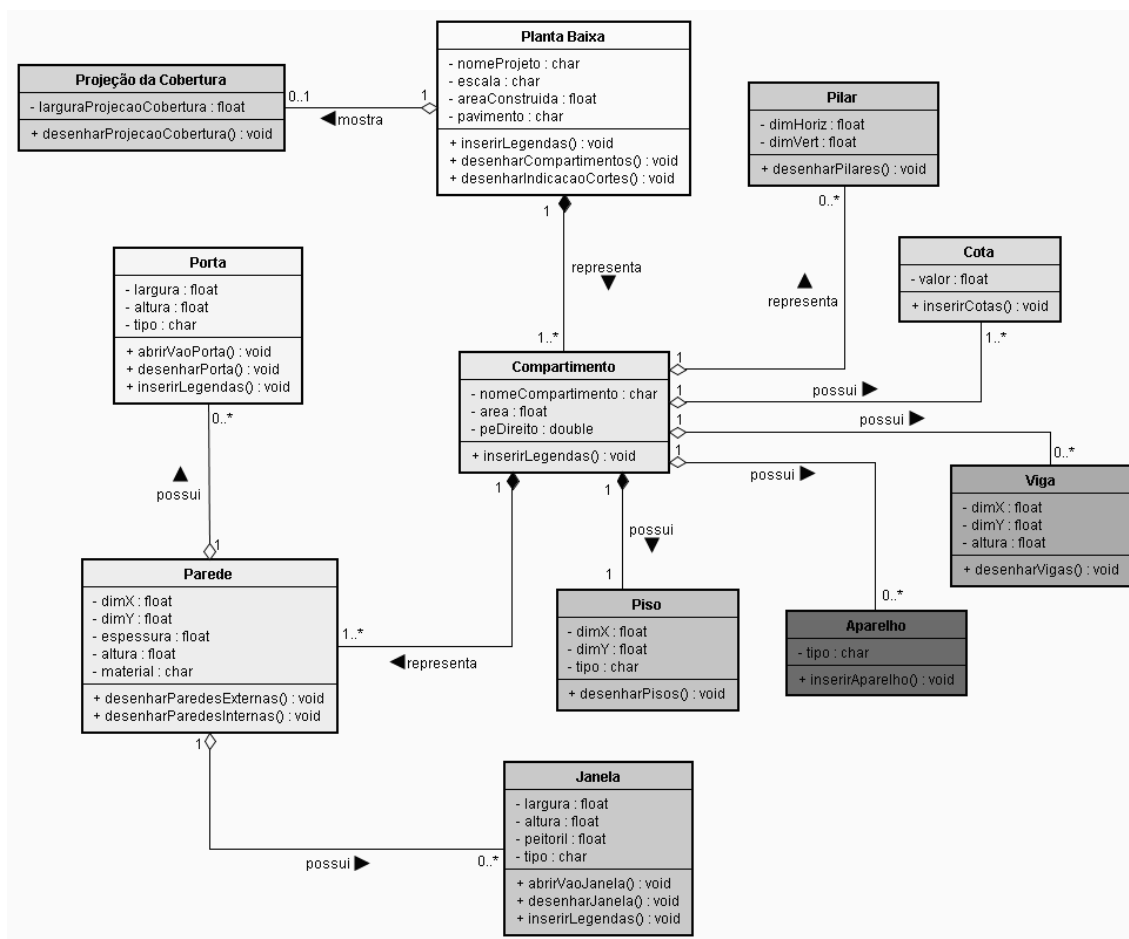 Planta Baixa
- nomeProjeto : char
- escala : char
- areaConstruida : float
- pavimento : char
+ inserirLegendas() : void
+ desenharCompartimentos() : void
+ desenharIndicacaoCortes() : void
Projeção da Cobertura
- larguraProjecaoCobertura : float
+ desenharProjecaoCobertura() : void
0..1
1
mostra
Pilar
- dimHoriz : float
- dimVert : float
+ desenharPilares() : void
0..*
1
representa
1..*
representa
Porta
- largura : float
- altura : float
- tipo : char
+ abrirVaoPorta() : void
+ desenharPorta() : void
+ inserirLegendas() : void
0..*
possui
1
Cota
- valor : float
+ inserirCotas() : void
1..*
Compartimento
- nomeCompartimento : char
- area : float
- peDireito : double
+ inserirLegendas() : void
1
1
possui
1
possui
1
possui
0..*
Viga
- dimX : float
- dimY : float
- altura : float
+ desenharVigas() : void
1
1
possui
1
Parede
- dimX : float
- dimY : float
- espessura : float
- altura : float
- material : char
+ desenharParedesExternas() : void
+ desenharParedesInternas() : void
1..*
representa
Piso
- dimX : float
- dimY : float
- tipo : char
+ desenharPisos() : void
0..*
Aparelho
- tipo : char
+ inserirAparelho() : void
1
possui
0..*
Janela
- largura : float
- altura : float
- peitoril : float
- tipo : char
+ abrirVaoJanela() : void
+ desenharJanela() : void
+ inserirLegendas() : void